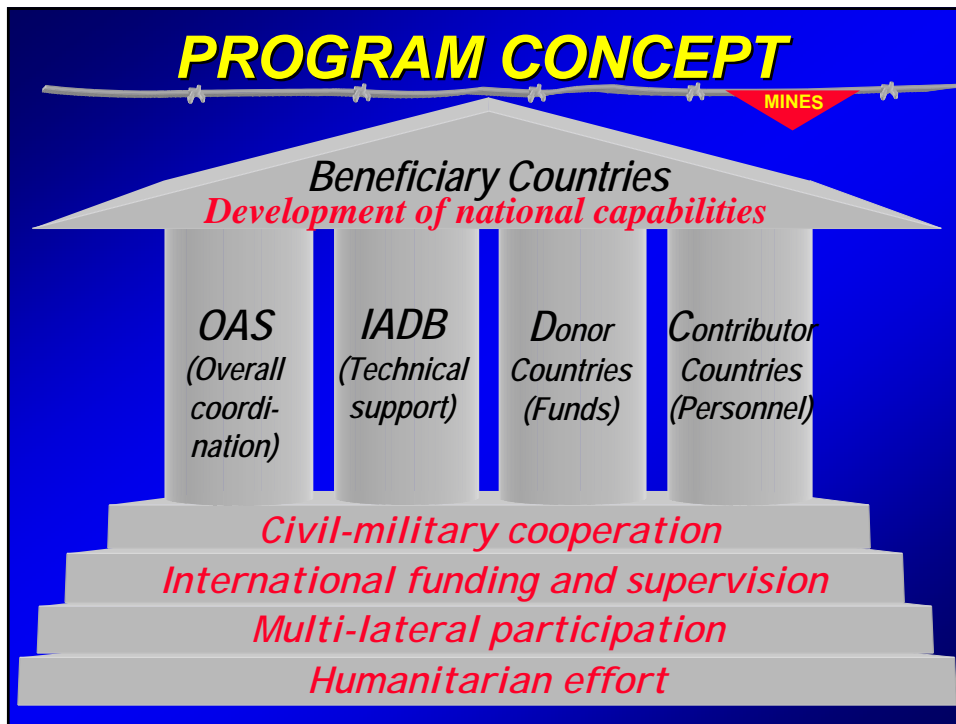 PROGRAM CONCEPT
MINES
Beneficiary Countries
Development of national capabilities
OAS
(Overall
coordi-
nation)
IADB
(Technical
support)
Donor
Countries
(Funds)
Contributor
Countries
(Personnel)
Civil-military cooperation
International funding and supervision
Multi-lateral participation
Humanitarian effort